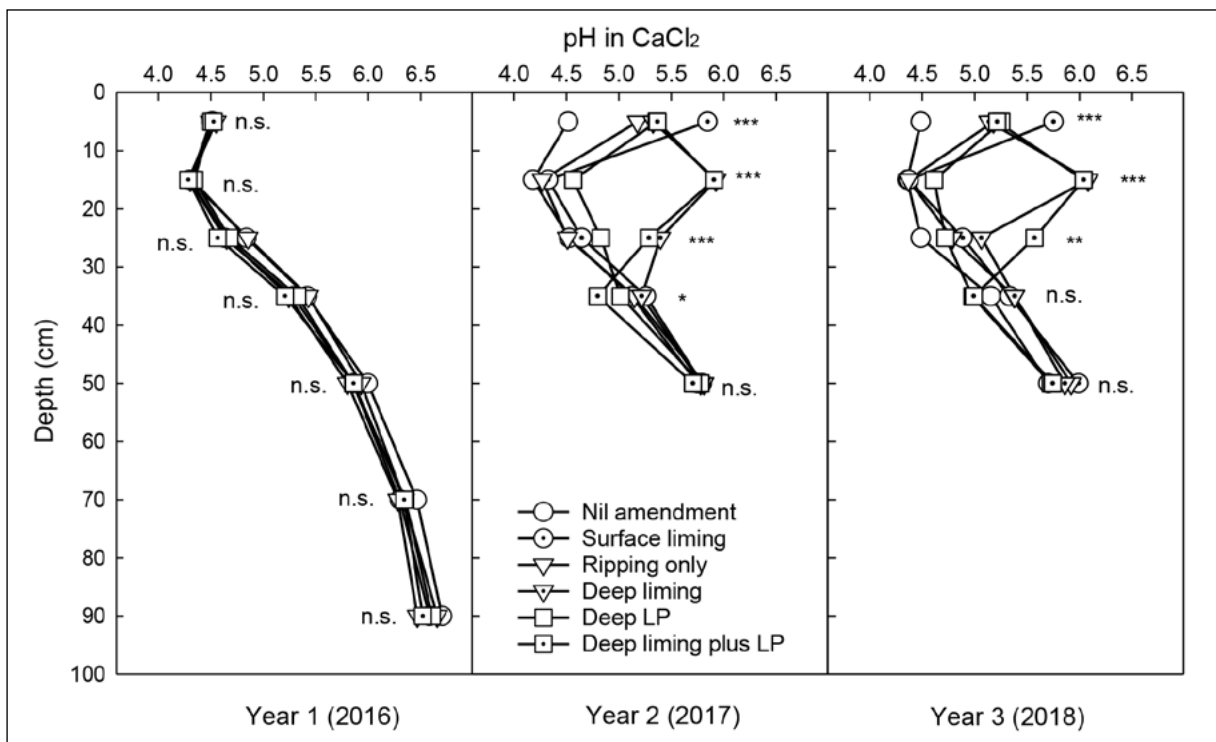 pH in CaCl₂
4.0 4.5 5.0 5.5 6.0 6.5
4.0 4.5 5.0 5.5 6.0 6.5
4.0 4.5 5.0 5.5 6.0 6.5
0
10
20
30
40
50
60
70
80
90
100
Depth (cm)
n.s.
n.s.
n.s.
n.s.
n.s.
n.s.
n.s.
***
***
***
*
n.s.
Nil amendment
Surface liming
Ripping only
Deep liming
Deep LP
Deep liming plus LP
***
***
**
n.s.
n.s.
Year 1 (2016)
Year 2 (2017)
Year 3 (2018)